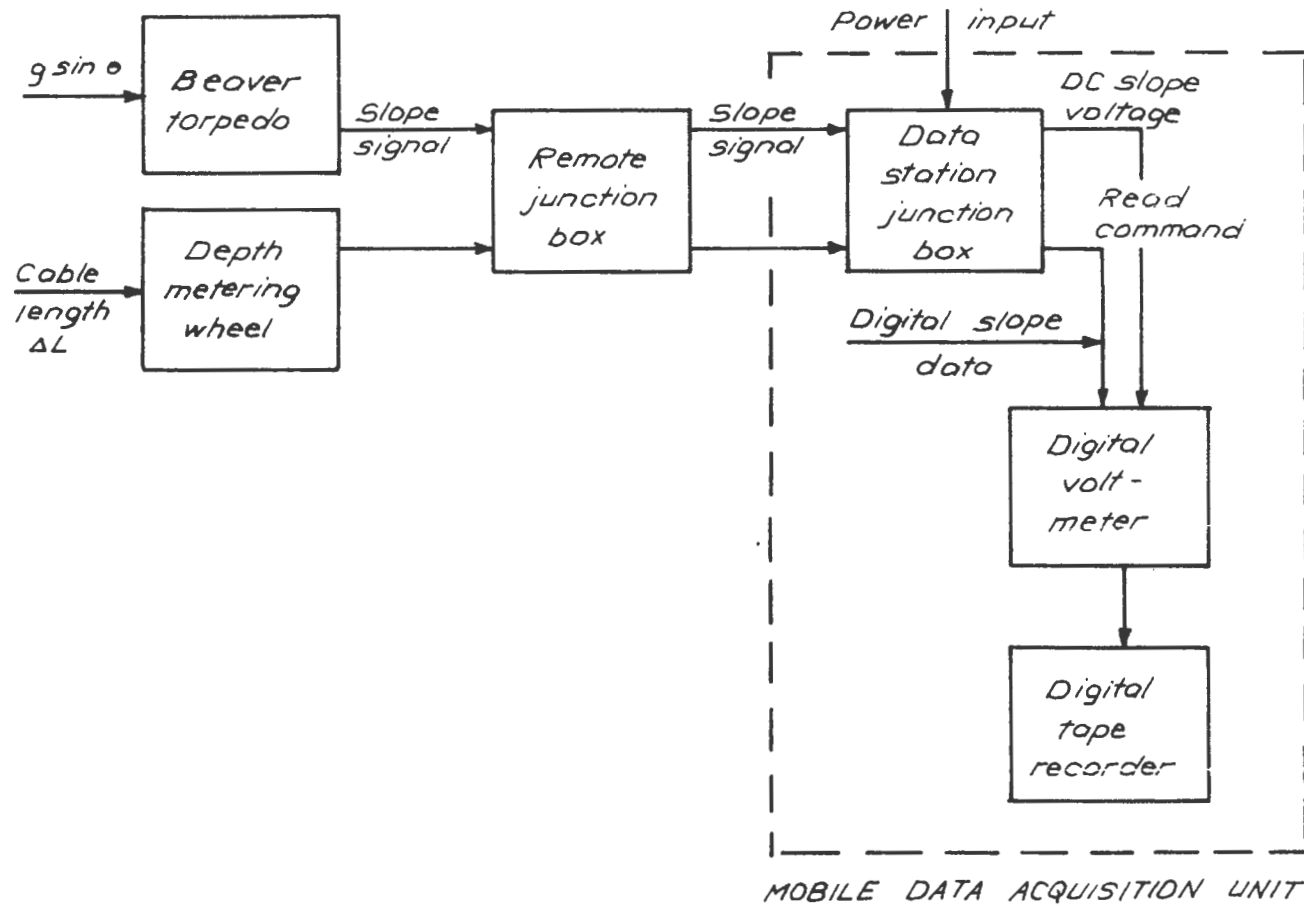 Power input
g sin θ
Beaver
torpedo
Slope
signal
Remote
junction
box
Slope
signal
Data
station
junction
box
DC slope
voltage
Read
command
Cable
length
ΔL
Depth
metering
wheel
Digital slope
data
Digital
volt-
meter
Digital
tape
recorder
MOBILE DATA ACQUISITION UNIT